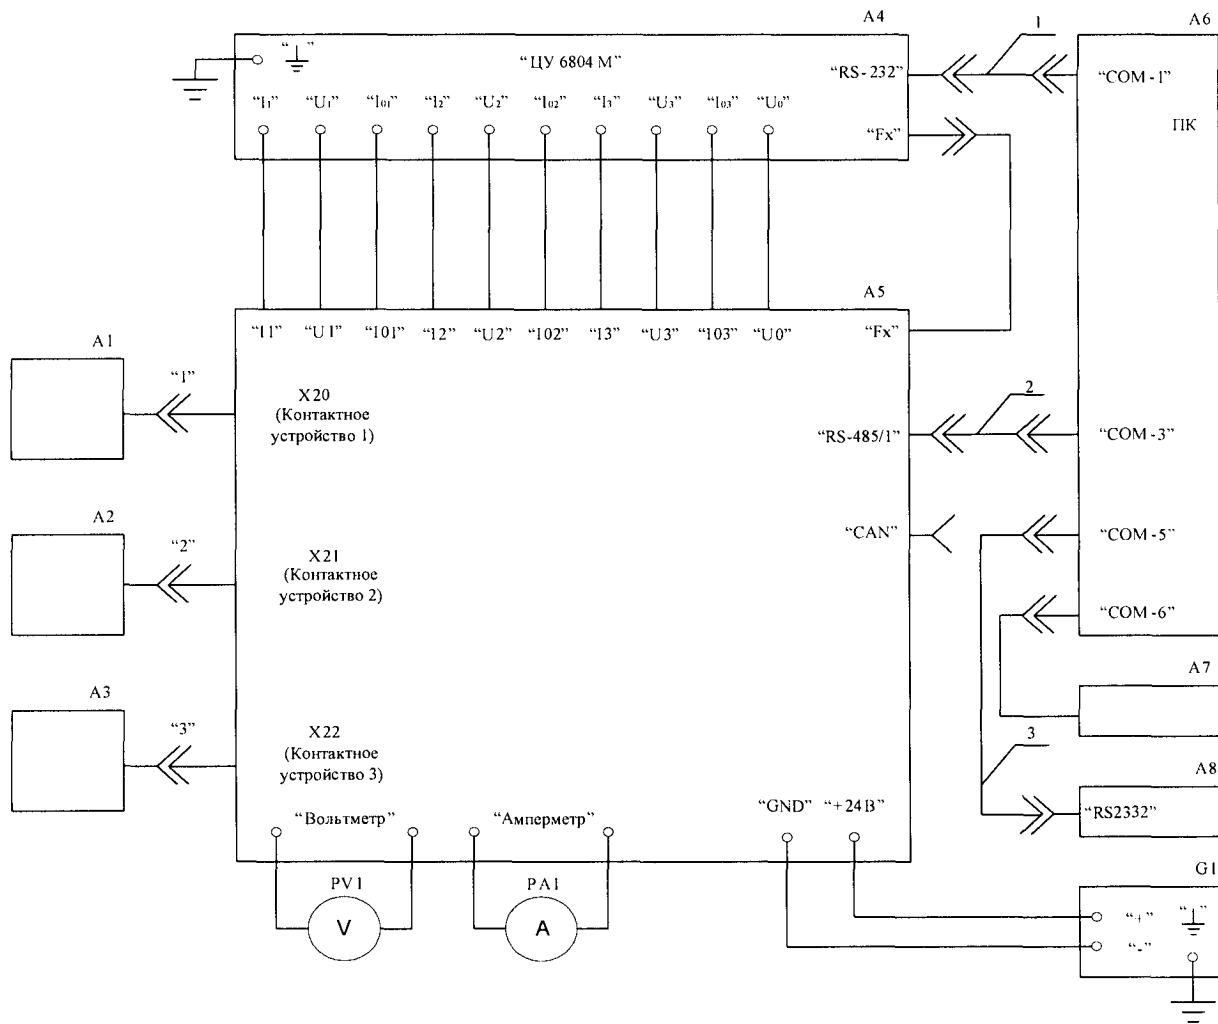 A4
1
A6
“⊥”
“ЦУ 6804 М”
“RS-232”
“COM-1”
ПК
“I₁” “U₁” “I₀₁” “I₂” “U₂” “I₀₂” “I₃” “U₃” “I₀₃” “U₀”
“Fx”
A5
“I1” “U1” “I01” “I2” “U2” “I02” “I3” “U3” “I03” “U0”
“Fx”
A1
“1”
X20
(Контактное
устройство 1)
2
“RS-485/1”
“COM-3”
A2
“2”
X21
(Контактное
устройство 2)
“CAN”
“COM-5”
“COM-6”
A7
A3
“3”
X22
(Контактное
устройство 3)
3
A8
“Вольтметр”
“Амперметр”
“GND” “+24В”
“RS2332”
PV1
V
PA1
A
G1
“+”
“⊥”
“-”